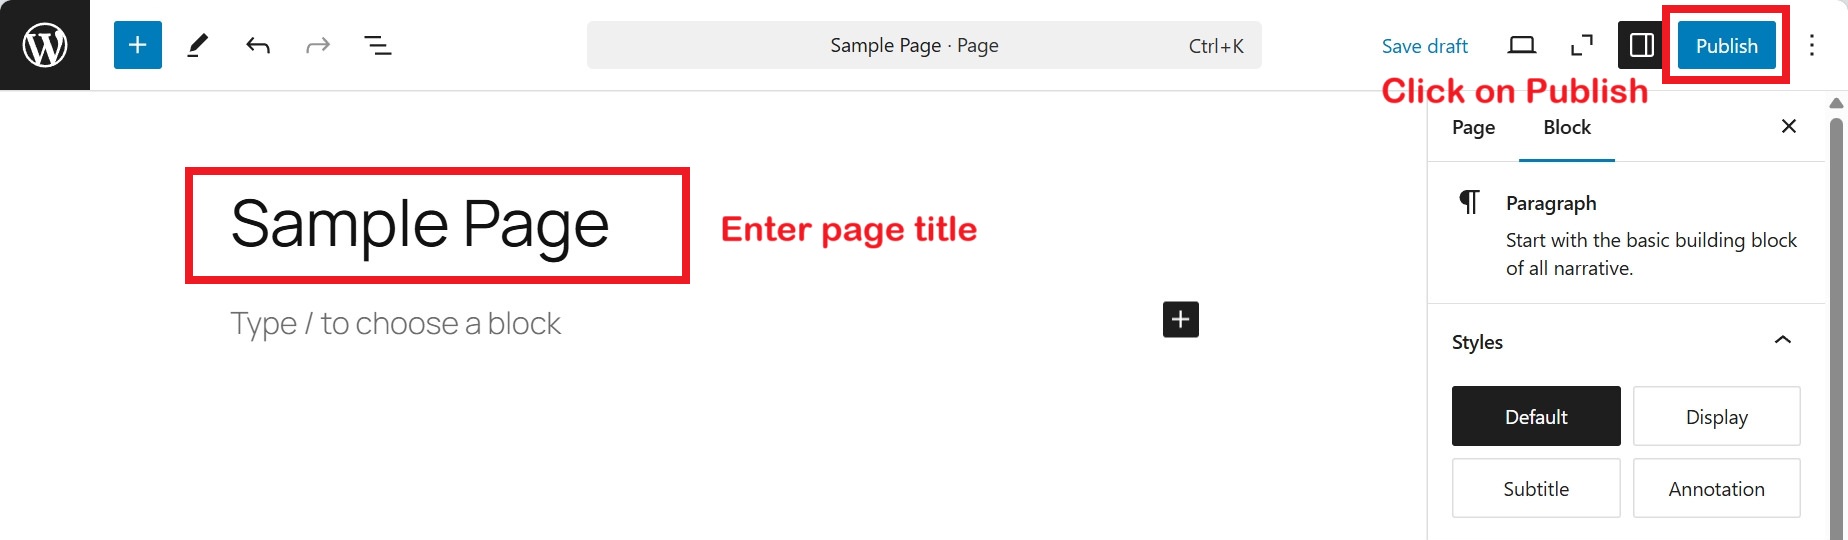 Sample Page · Page Ctrl+K
Save draft
Publish
Click on Publish
Page Block
Sample Page
Enter page title
Type / to choose a block
Paragraph
Start with the basic building block
of all narrative.
Styles
Default Display
Subtitle Annotation